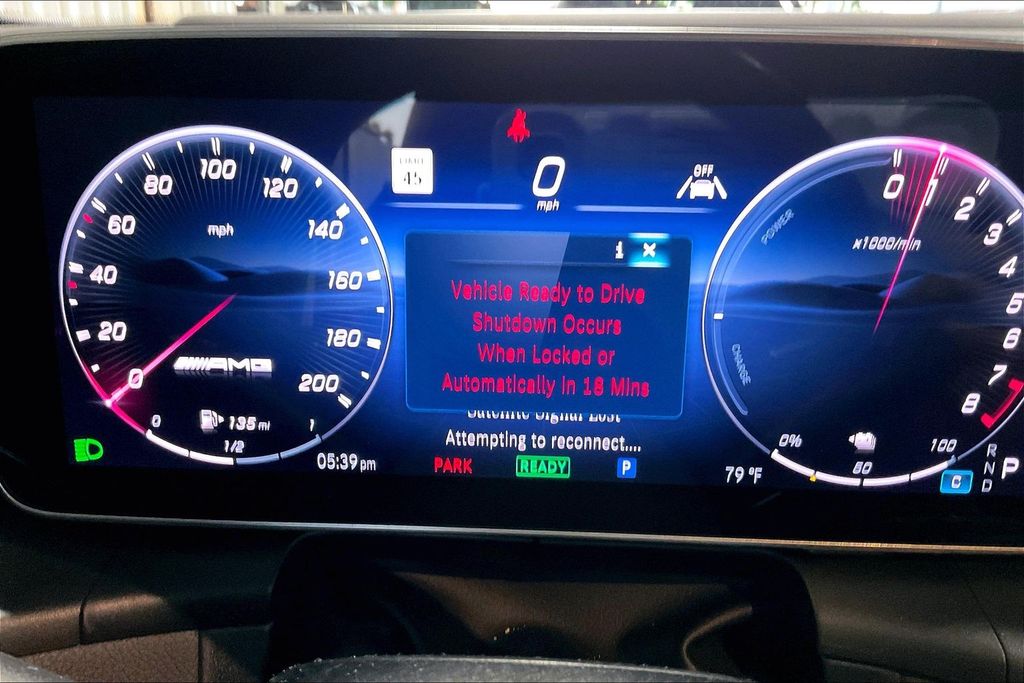 100
80
120
60
mph
140
40
160
20
180
AMG
0
200
0
135 mi
1
1/2
05:39 pm
LIMIT
45
0
mph
OFF
i ×
Vehicle Ready to Drive
Shutdown Occurs
When Locked or
Automatically in 18 Mins
Satellite Signal Lost
Attempting to reconnect....
PARK
READY
P
POWER
0
1
2
x1000/min
3
4
5
6
CHARGE
7
8
0%
50
100
79 °F
C
R
N
D
P